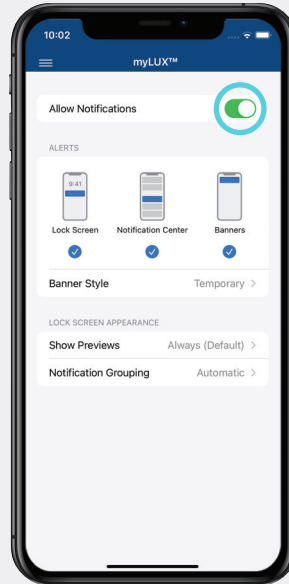 10:02
myLUX™
Allow Notifications
ALERTS
9:41
Lock Screen Notification Center Banners
Banner Style Temporary
LOCK SCREEN APPEARANCE
Show Previews Always (Default)
Notification Grouping Automatic